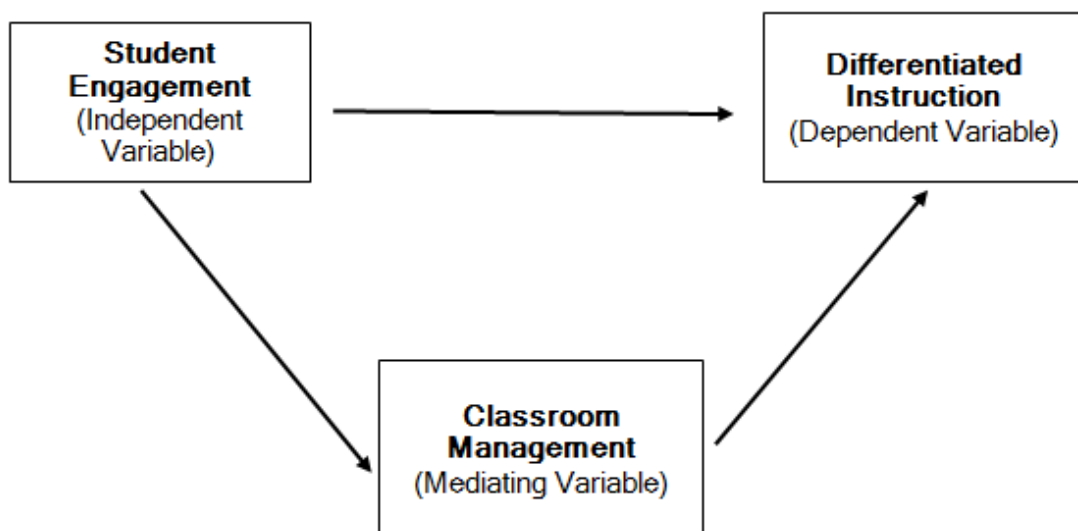 Student
Engagement
(Independent
Variable)
Differentiated
Instruction
(Dependent Variable)
Classroom
Management
(Mediating Variable)